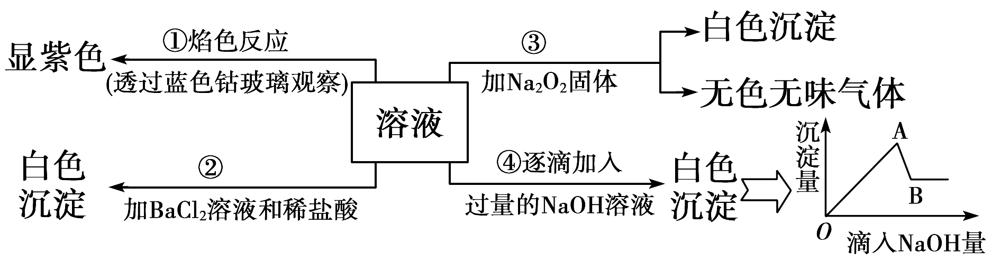 显紫色
①焰色反应
(透过蓝色钴玻璃观察)
③
加Na₂O₂固体
白色沉淀
无色无味气体
溶液
白色
沉淀
②
加BaCl₂溶液和稀盐酸
④逐滴加入
过量的NaOH溶液
白色
沉淀
沉淀量
A
B
O
滴入NaOH量